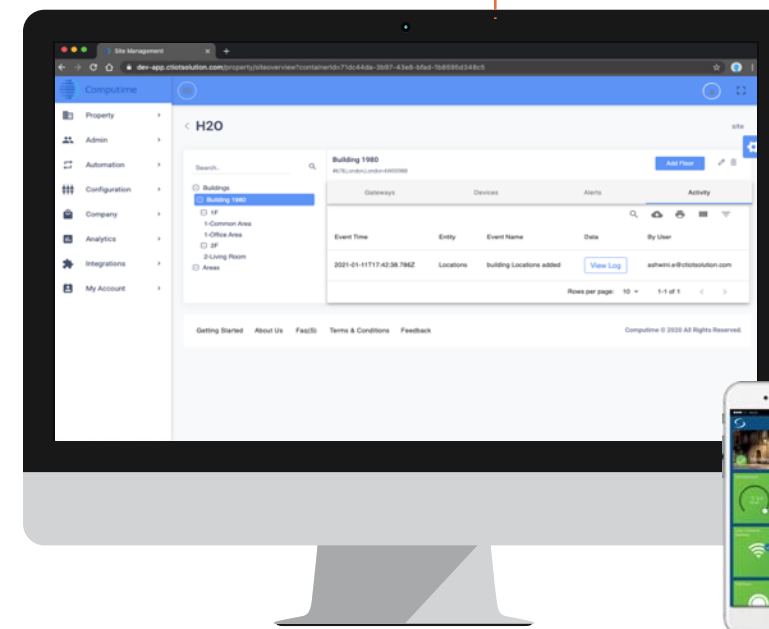 Site Management
dev-app.ctiotsolution.com/property/siteoverview?containerId=71dc44da-3b97-43e8-bfad-1b8595d348c5
Computime
Property
Admin
Automation
Configuration
Company
Analytics
Integrations
My Account
H2O
site
Search..
Buildings
Building 1980
1F
1-Common Area
1-Office Area
2F
2-Living Room
Areas
Building 1980
Add Floor
Gateways Devices Alerts Activity
Event Time Entity Event Name Data By User
2021-01-11T17:42:38.786Z Locations building Locations added View Log ashwini.e@ctiotsolution.com
Rows per page: 10 1-1 of 1
Getting Started About Us Faq(S) Terms & Conditions Feedback
Computime © 2020 All Rights Reserved.